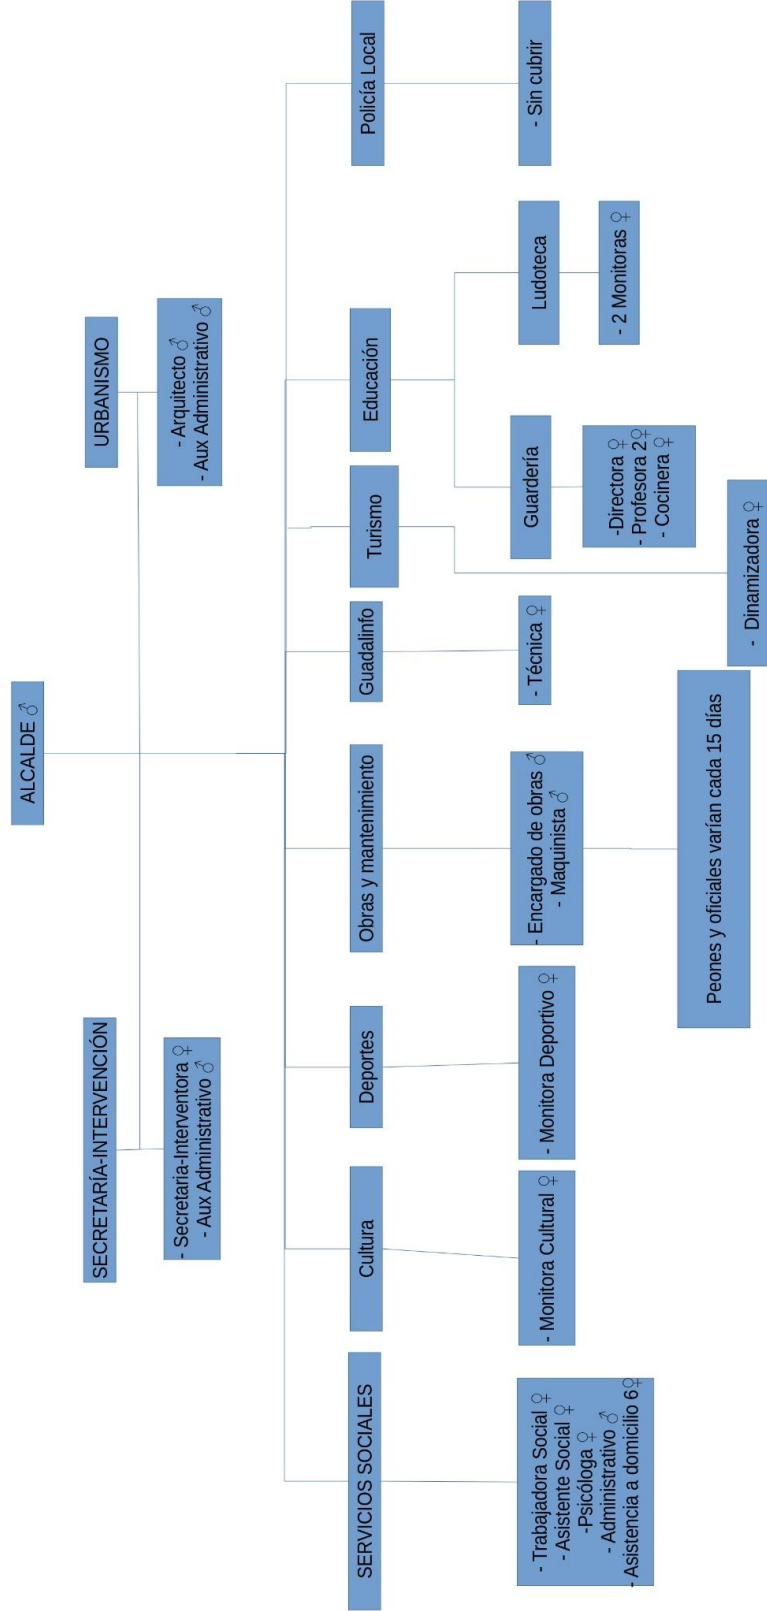 ALCALDE ♂
SECRETARÍA-INTERVENCIÓN
- Secretaria-Interventora ♀
- Aux Administrativo ♂
URBANISMO
- Arquitecto ♂
- Aux Administrativo ♂
SERVICIOS SOCIALES
- Trabajadora Social ♀
- Asistente Social ♀
-Psicóloga ♀
- Administrativo ♂
- Asistencia a domicilio 6♀
Cultura
- Monitora Cultural ♀
Deportes
- Monitora Deportivo ♀
Obras y mantenimiento
- Encargado de obras ♂
- Maquinista ♂
Peones y oficiales varían cada 15 días
Guadalinfo
- Técnica ♀
Turismo
- Dinamizadora ♀
Educación
Guardería
-Directora ♀
- Profesora 2♀
- Cocinera ♀
Ludoteca
- 2 Monitoras ♀
Policía Local
- Sin cubrir